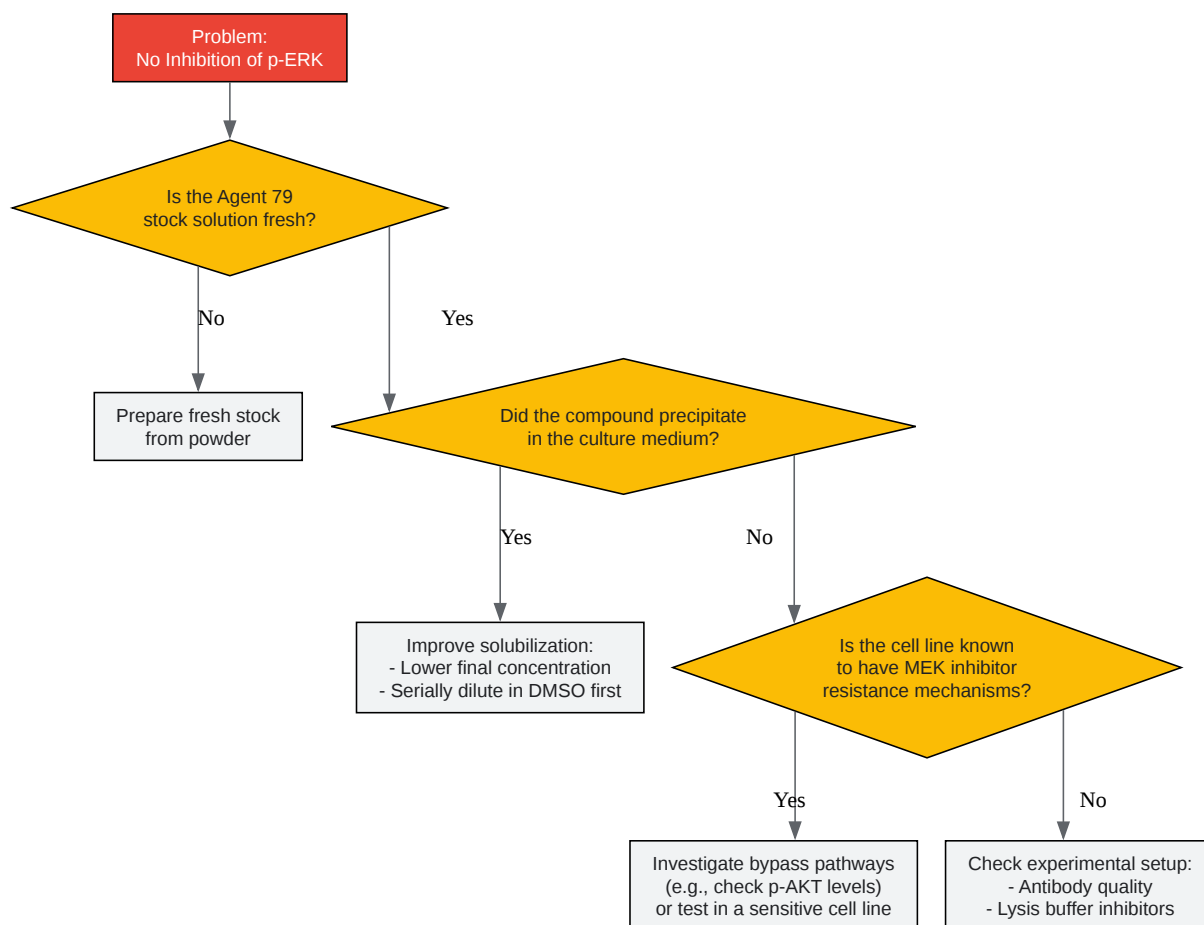 Problem:
No Inhibition of p-ERK
Is the Agent 79
stock solution fresh?
No
Yes
Prepare fresh stock
from powder
Did the compound precipitate
in the culture medium?
Yes
No
Improve solubilization:
- Lower final concentration
- Serially dilute in DMSO first
Is the cell line known
to have MEK inhibitor
resistance mechanisms?
Yes
No
Investigate bypass pathways
(e.g., check p-AKT levels)
or test in a sensitive cell line
Check experimental setup:
- Antibody quality
- Lysis buffer inhibitors